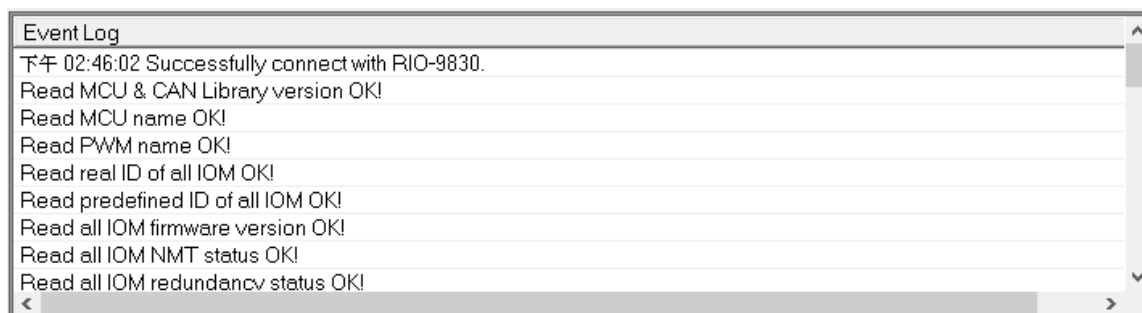 Event Log
下午 02:46:02 Successfully connect with RIO-9830.
Read MCU & CAN Library version OK!
Read MCU name OK!
Read PWM name OK!
Read real ID of all IOM OK!
Read predefined ID of all IOM OK!
Read all IOM firmware version OK!
Read all IOM NMT status OK!
Read all IOM redundancy status OK!